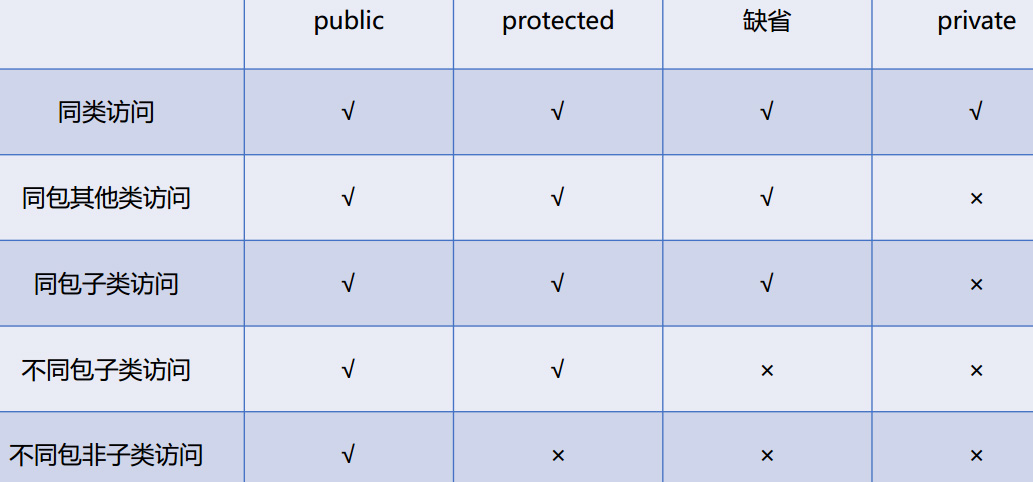 public protected 缺省 private
同类访问 √ √ √ √
同包其他类访问 √ √ √ ×
同包子类访问 √ √ √ ×
不同包子类访问 √ √ × ×
不同包非子类访问 √ × × ×